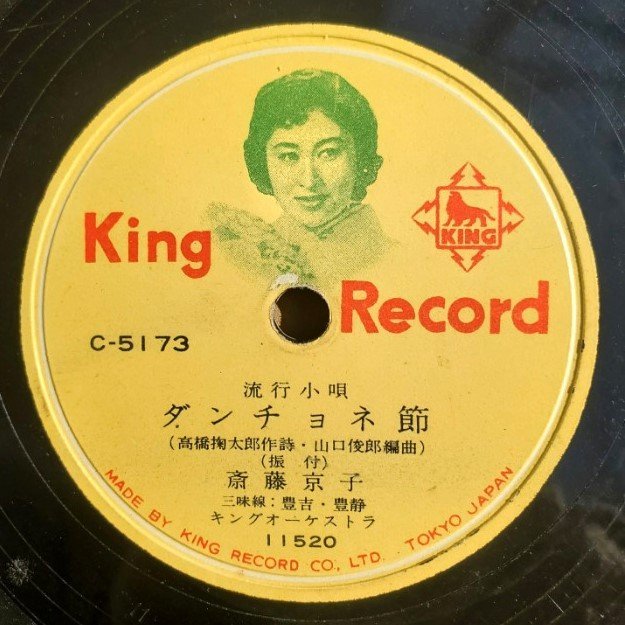 King
KING
Record
C-5173
流行小唄
ダンチョネ節
(高橋掬太郎作詩・山口俊郎編曲)
(振付)
斎藤京子
三味線：豊吉・豊静
キングオーケストラ
11520
MADE BY KING RECORD CO., LTD. TOKYO JAPAN